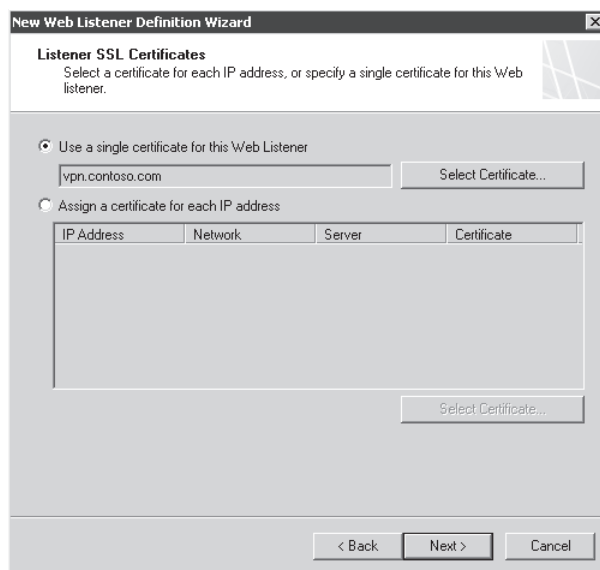 New Web Listener Definition Wizard
Listener SSL Certificates
Select a certificate for each IP address, or specify a single certificate for this Web
listener.
Use a single certificate for this Web Listener
vpn.contoso.com
Select Certificate...
Assign a certificate for each IP address
IP Address Network Server Certificate
Select Certificate...
< Back Next > Cancel